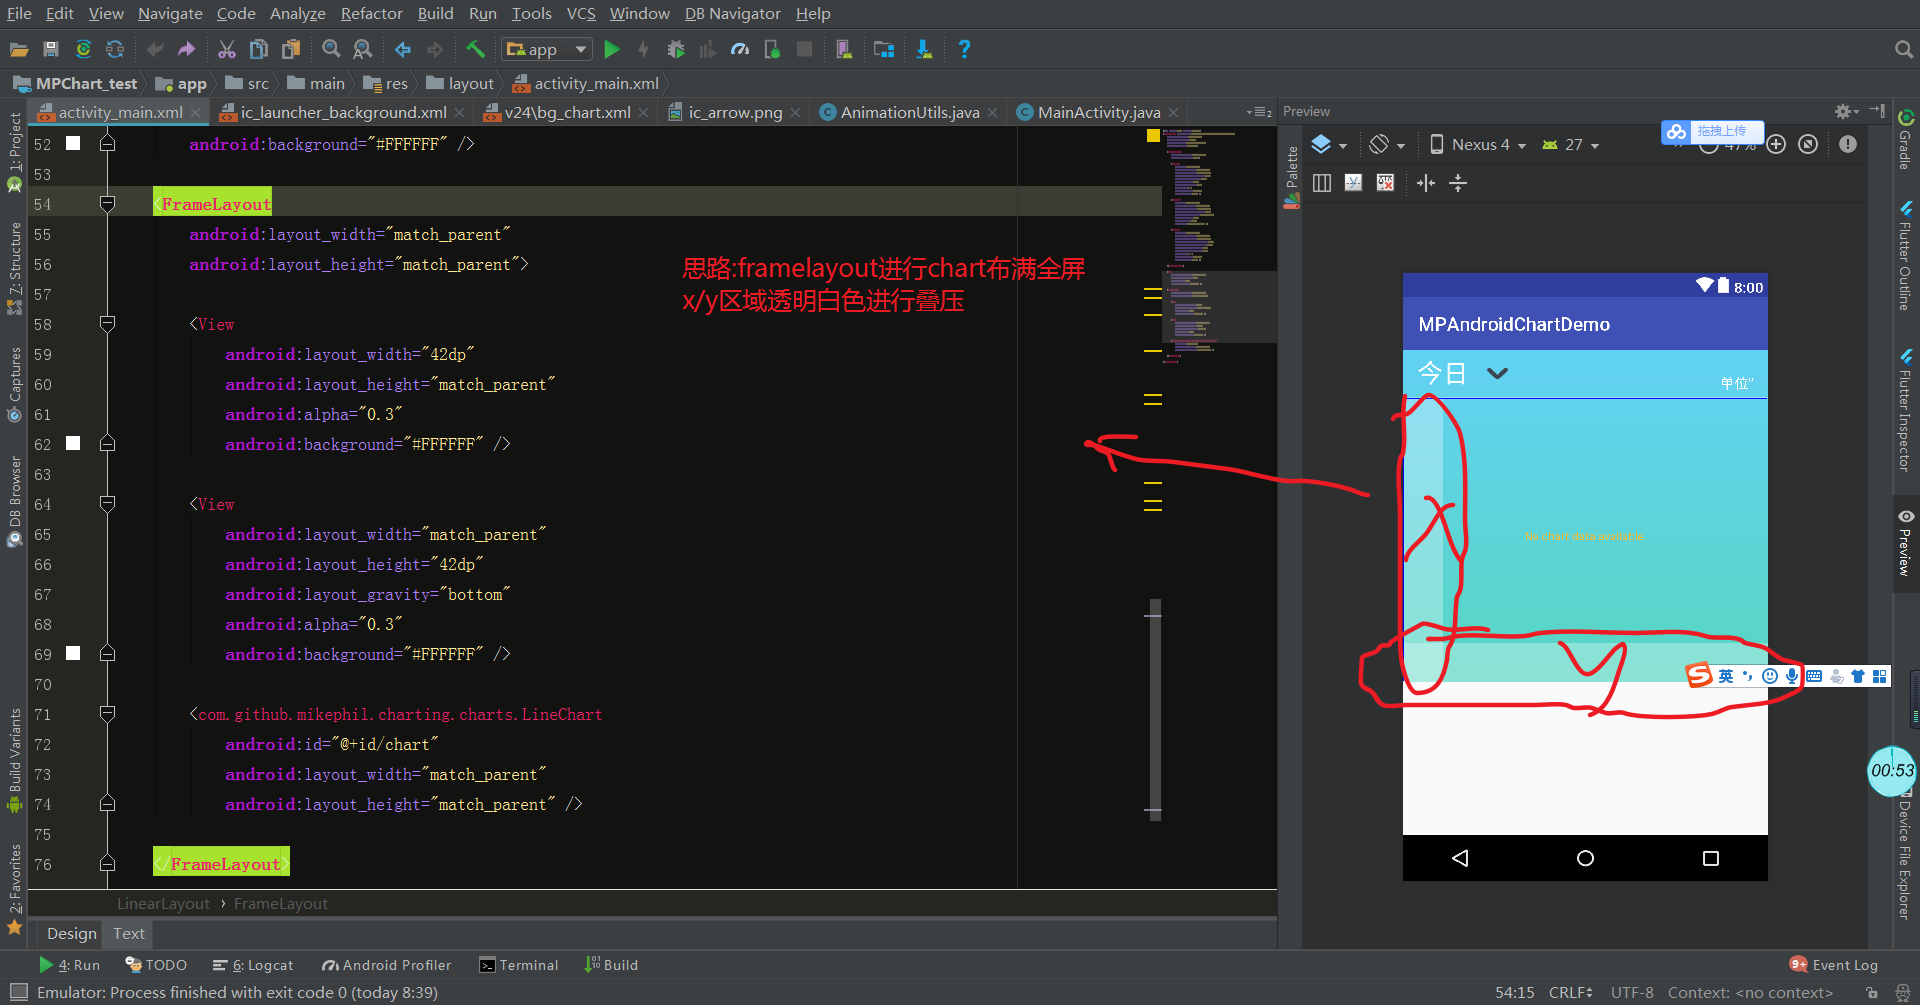 File Edit View Navigate Code Analyze Refactor Build Run Tools VCS Window DB Navigator Help
app
MPChart_test app src main res layout activity_main.xml
activity_main.xml ic_launcher_background.xml v24\bg_chart.xml ic_arrow.png AnimationUtils.java MainActivity.java
52 android:background="#FFFFFF" />
53
54 <FrameLayout
55 android:layout_width="match_parent"
56 android:layout_height="match_parent">
57
58 <View
59 android:layout_width="42dp"
60 android:layout_height="match_parent"
61 android:alpha="0.3"
62 android:background="#FFFFFF" />
63
64 <View
65 android:layout_width="match_parent"
66 android:layout_height="42dp"
67 android:layout_gravity="bottom"
68 android:alpha="0.3"
69 android:background="#FFFFFF" />
70
71 <com.github.mikephil.charting.charts.LineChart
72 android:id="@+id/chart"
73 android:layout_width="match_parent"
74 android:layout_height="match_parent" />
75
76 </FrameLayout>
思路:framelayout进行chart布满全屏
x/y区域透明白色进行叠压
LinearLayout › FrameLayout
Design Text
1: Project
7: Structure
Captures
DB Browser
Build Variants
2: Favorites
Preview
Palette
Nexus 4 27 47%
拖拽上传
8:00
MPAndroidChartDemo
今日
单位"
No chart data available.
X
y
英
00:53
Gradle
Flutter Outline
Flutter Inspector
Preview
Device File Explorer
4: Run TODO 6: Logcat Android Profiler Terminal Build 9+ Event Log
Emulator: Process finished with exit code 0 (today 8:39) 54:15 CRLF UTF-8 Context: <no context>